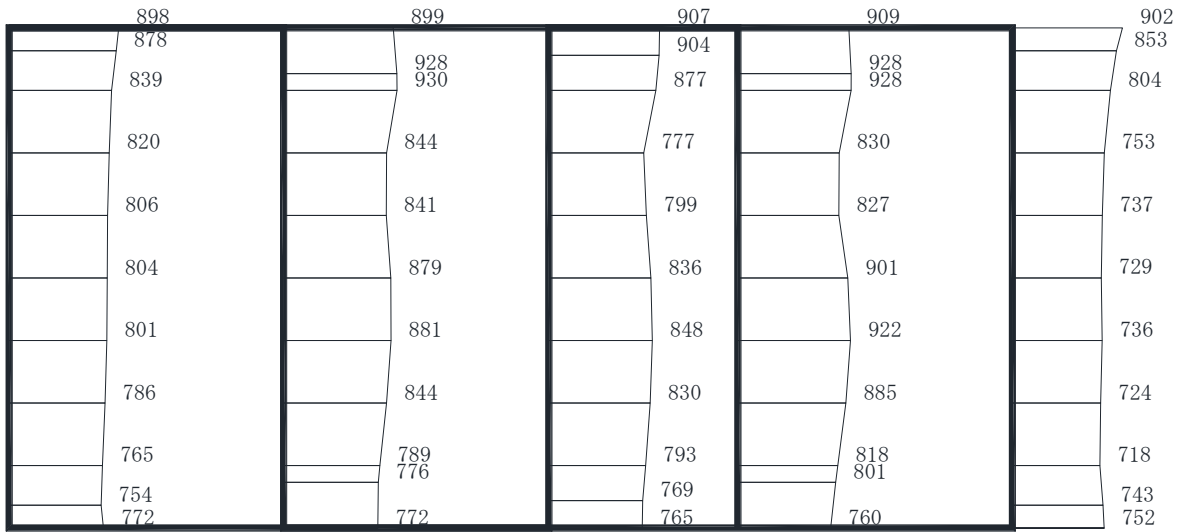 898 899 907 909 902
878 904 853
928 928
839 930 877 928 804
820 844 777 830 753
806 841 799 827 737
804 879 836 901 729
801 881 848 922 736
786 844 830 885 724
765 789 793 818 718
776 801
754 769 743
772 772 765 760 752